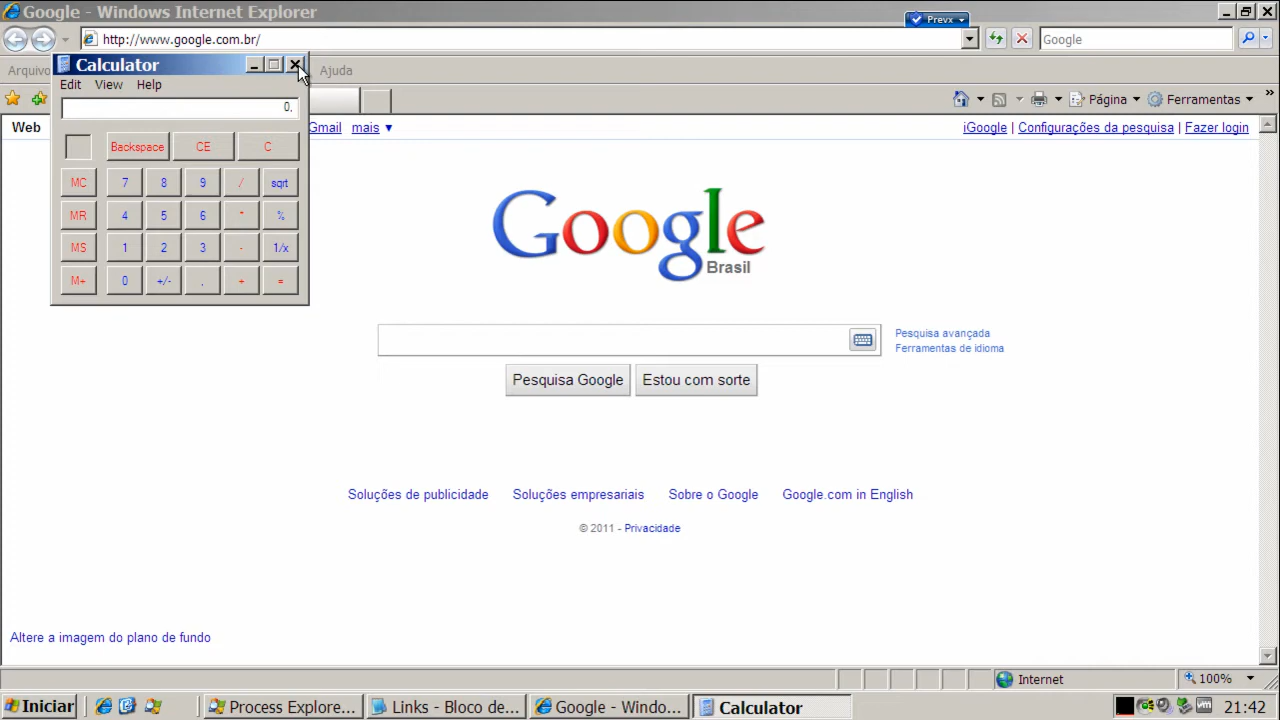 Google - Windows Internet Explorer
Prevx
http://www.google.com.br/
Google
Arquivo
Ajuda
Calculator
Edit View Help
0.
Backspace CE C
MC 7 8 9 / sqrt
MR 4 5 6 * %
MS 1 2 3 - 1/x
M+ 0 +/- , + =
Página Ferramentas »
Web Gmail mais ▼ iGoogle | Configurações da pesquisa | Fazer login
Google
Brasil
Pesquisa avançada
Ferramentas de idioma
Pesquisa Google Estou com sorte
Soluções de publicidade Soluções empresariais Sobre o Google Google.com in English
© 2011 - Privacidade
Altere a imagem do plano de fundo
Internet 100%
Iniciar Process Explore... Links - Bloco de... Google - Windo... Calculator 21:42